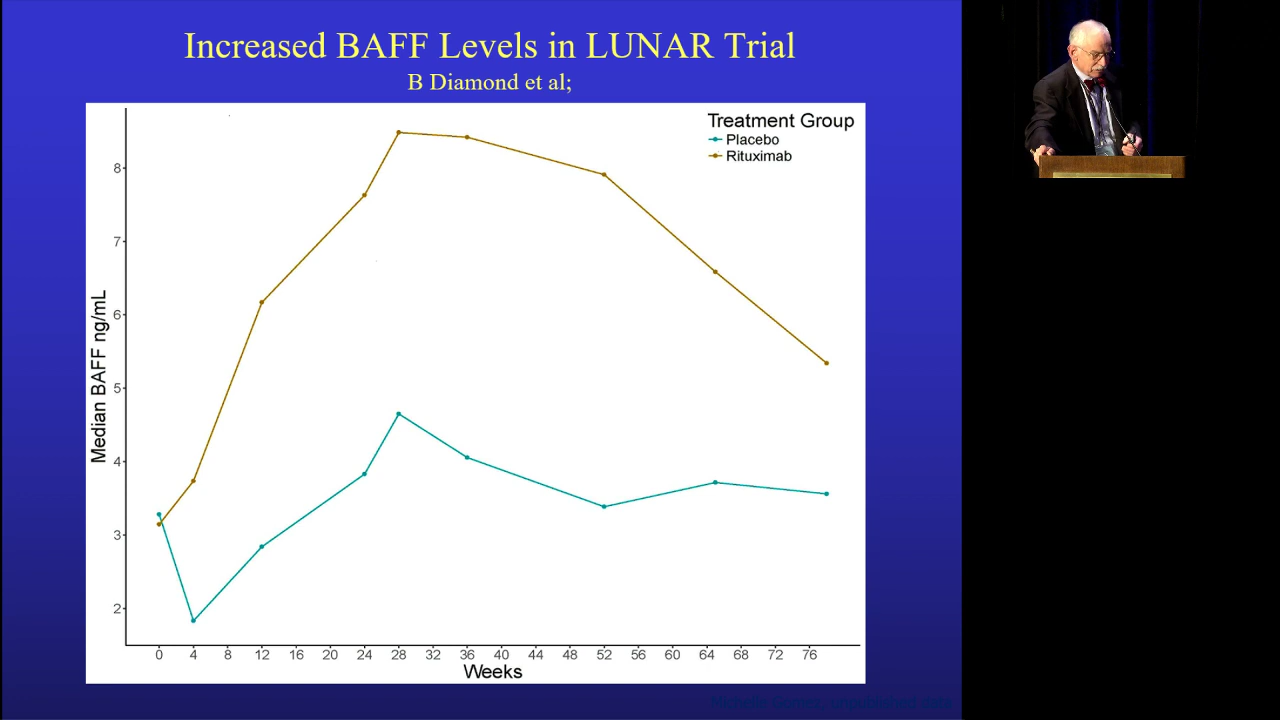 Increased BAFF Levels in LUNAR Trial
B Diamond et al;
Treatment Group
Placebo
Rituximab
Median BAFF ng/mL
8
7
6
5
4
3
2
0 4 8 12 16 20 24 28 32 36 40 44 48 52 56 60 64 68 72 76
Weeks
unpublished data